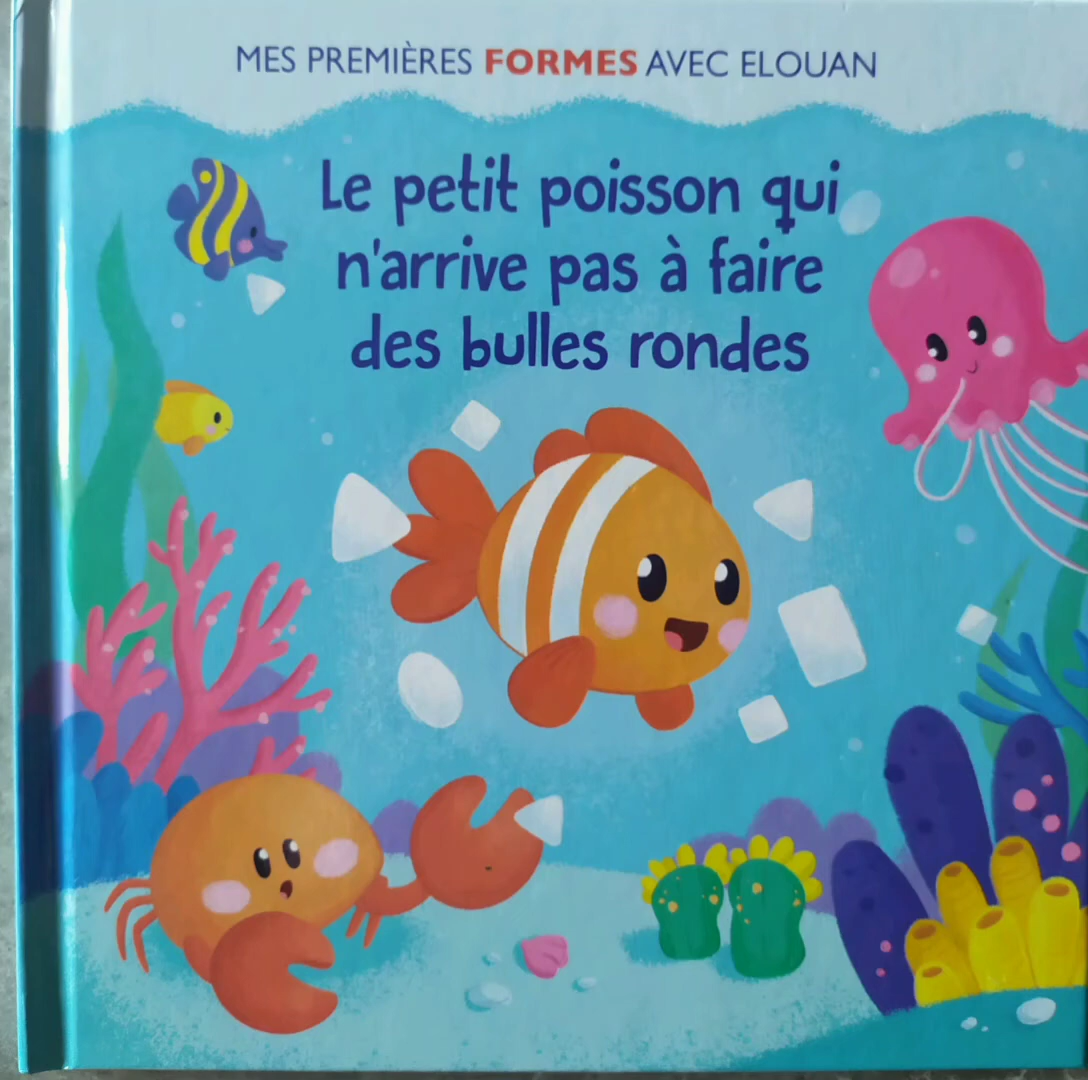 MES PREMIÈRES FORMES AVEC ELOUAN
Le petit poisson qui
n'arrive pas à faire
des bulles rondes